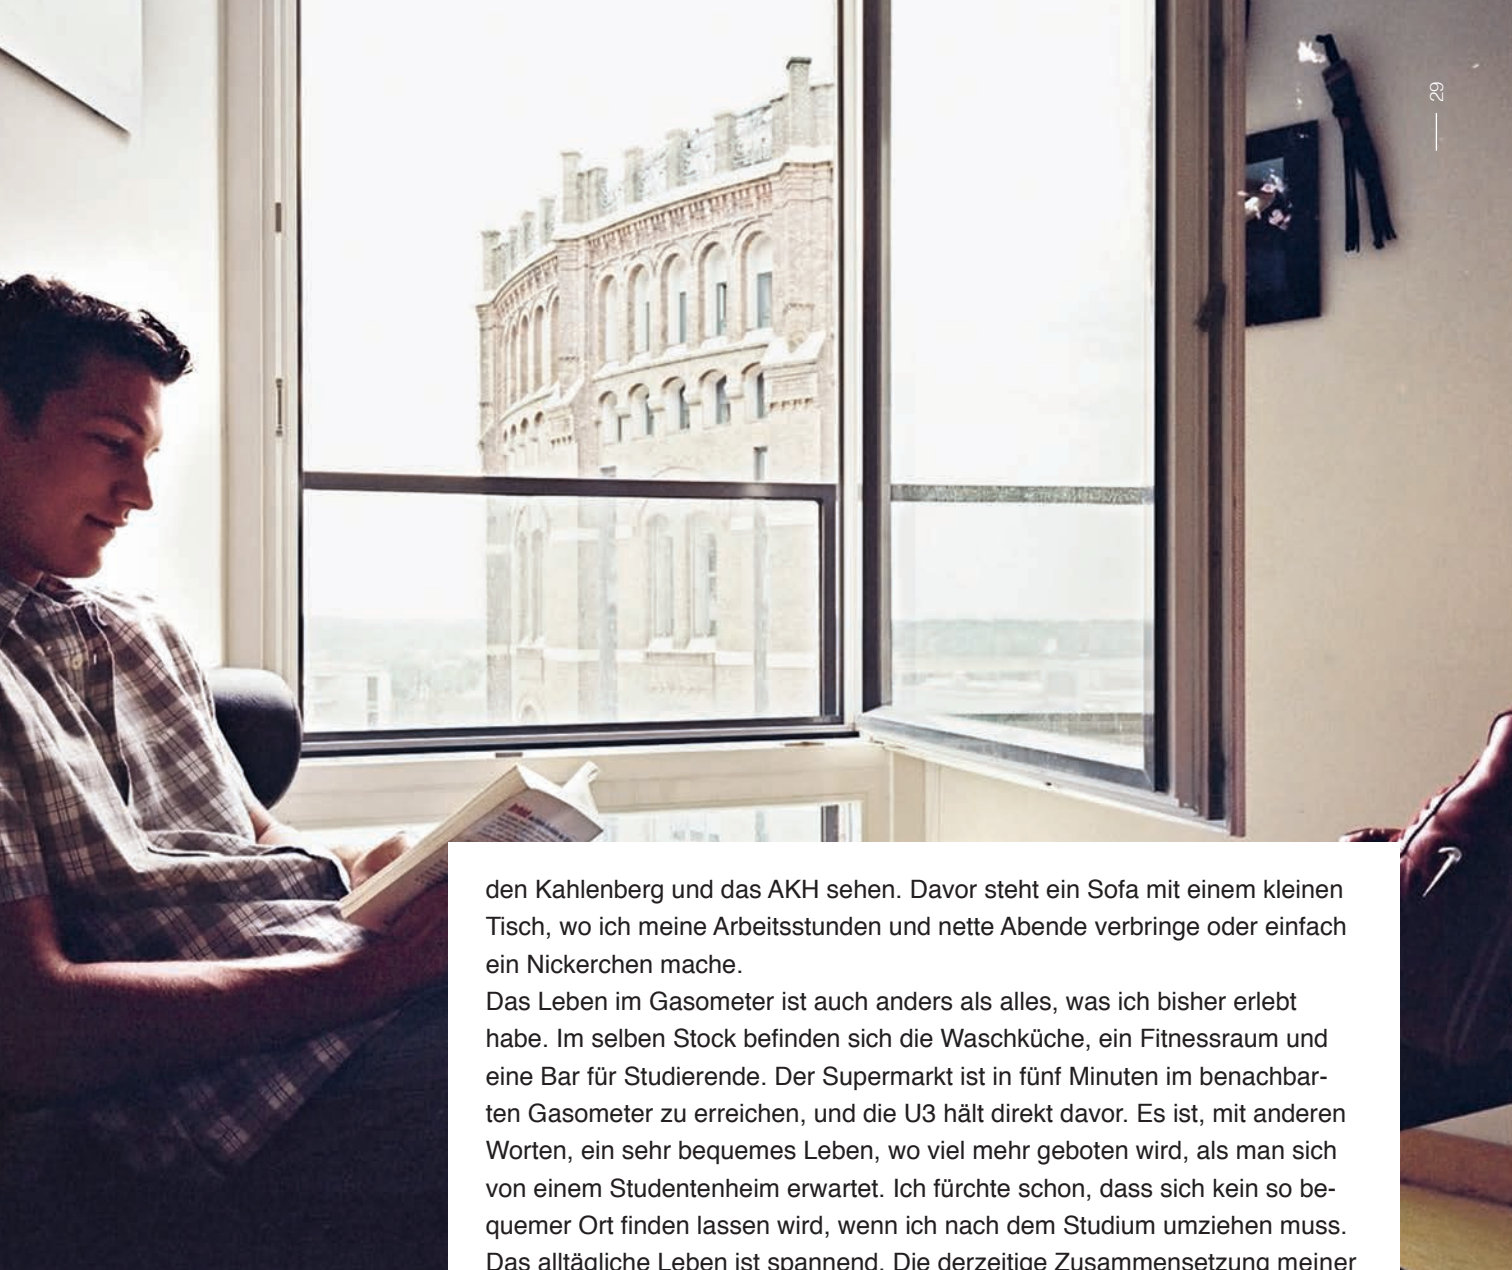 29
den Kahlenberg und das AKH sehen. Davor steht ein Sofa mit einem kleinen
Tisch, wo ich meine Arbeitsstunden und nette Abende verbringe oder einfach
ein Nickerchen mache.
Das Leben im Gasometer ist auch anders als alles, was ich bisher erlebt
habe. Im selben Stock befinden sich die Waschküche, ein Fitnessraum und
eine Bar für Studierende. Der Supermarkt ist in fünf Minuten im benachbar-
ten Gasometer zu erreichen, und die U3 hält direkt davor. Es ist, mit anderen
Worten, ein sehr bequemes Leben, wo viel mehr geboten wird, als man sich
von einem Studentenheim erwartet. Ich fürchte schon, dass sich kein so be-
quemer Ort finden lassen wird, wenn ich nach dem Studium umziehen muss.
Das alltägliche Leben ist spannend. Die derzeitige Zusammensetzung meiner